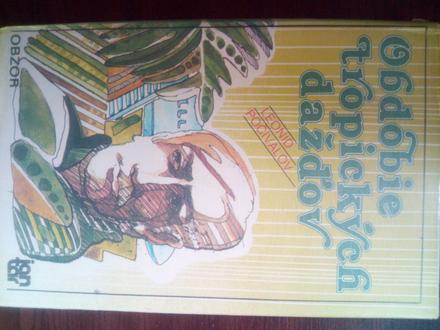 Obdobie
tropických
dažďov
LEONID
POČIVALOV
OBZOR